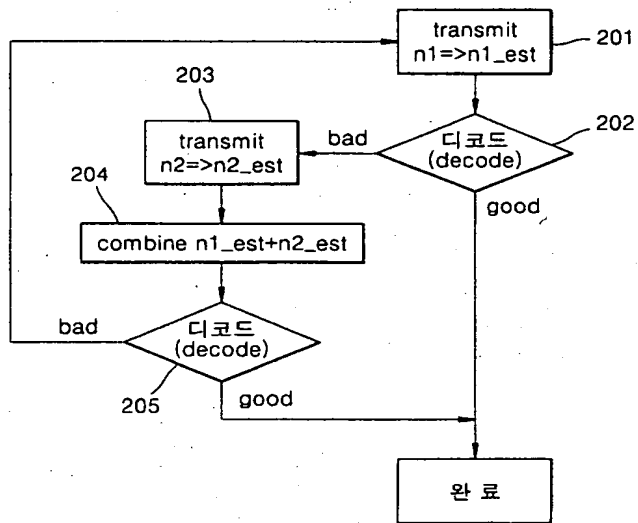 transmit
n1=>n1_est
201
202
203
디코드
(decode)
bad
transmit
n2=>n2_est
good
204
combine n1_est+n2_est
bad
디코드
(decode)
205
good
완 료